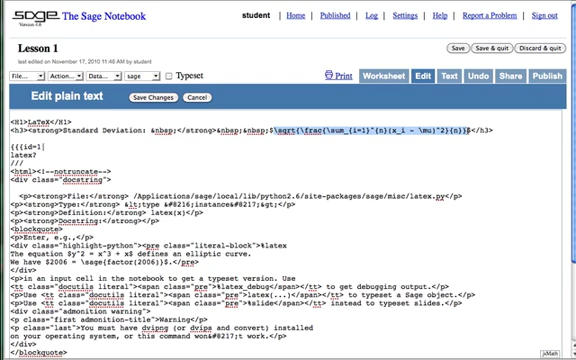 sage The Sage Notebook
Version 4.6
student Home | Published | Log | Settings | Help | Report a Problem | Sign out
Lesson 1
last edited on November 17, 2010 11:46 AM by student
Save Save & quit Discard & quit
File... Action... Data... sage Typeset Print Worksheet Edit Text Undo Share Publish
Edit plain text Save Changes Cancel
<H1>LaTeX</H1>
<h3><strong>Standard Deviation: &nbsp;</strong>&nbsp;&nbsp;$\sqrt{\frac{\sum_{i=1}^{n}(x_i - \mu)^2}{n}}$</h3>
{{{id=1|
latex?
///
<html><!--notruncate-->
<div class="docstring">
<p><strong>File:</strong> /Applications/sage/local/lib/python2.6/site-packages/sage/misc/latex.py</p>
<p><strong>Type:</strong> &lt;type &#8216;instance&#8217;&gt;</p>
<p><strong>Definition:</strong> latex(x)</p>
<p><strong>Docstring:</strong></p>
<blockquote>
<p>Enter, e.g.,</p>
<div class="highlight-python"><pre class="literal-block">%latex
The equation $y^2 = x^3 + x$ defines an elliptic curve.
We have $2006 = \sage{factor(2006)}$.</pre>
</div>
<p>in an input cell in the notebook to get a typeset version. Use
<tt class="docutils literal"><span class="pre">%latex_debug</span></tt> to get debugging output.</p>
<p>Use <tt class="docutils literal"><span class="pre">latex(...)</span></tt> to typeset a Sage object.</p>
<p>Use <tt class="docutils literal"><span class="pre">%slide</span></tt> instead to typeset slides.</p>
<div class="admonition warning">
<p class="first admonition-title">Warning</p>
<p class="last">You must have dvipng (or dvips and convert) installed
on your operating system, or this command won&#8217;t work.</p>
</div>
</blockquote>
jsMath